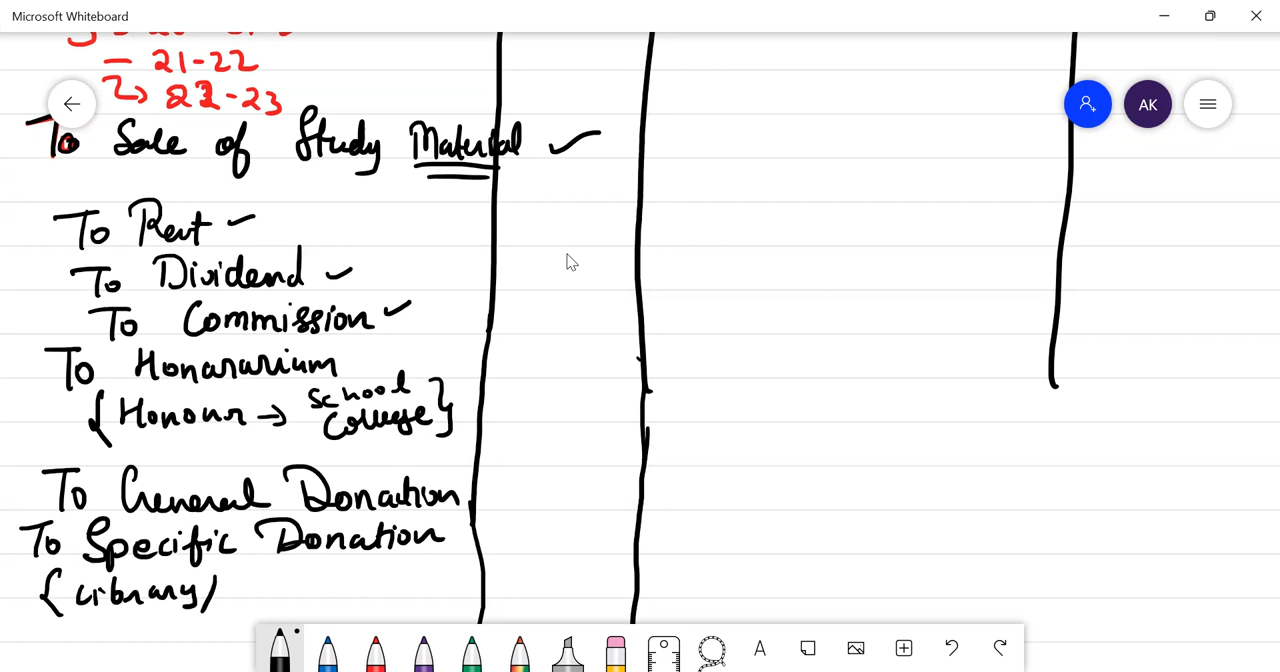 Microsoft Whiteboard
– 21-22
↳ 22-23
To Sale of Study Material ✓
To Rent ✓
To Dividend ✓
To Commission ✓
To Honararium
{Honour → School
College}
To General Donation
To Specific Donation
{Library/
AK
A